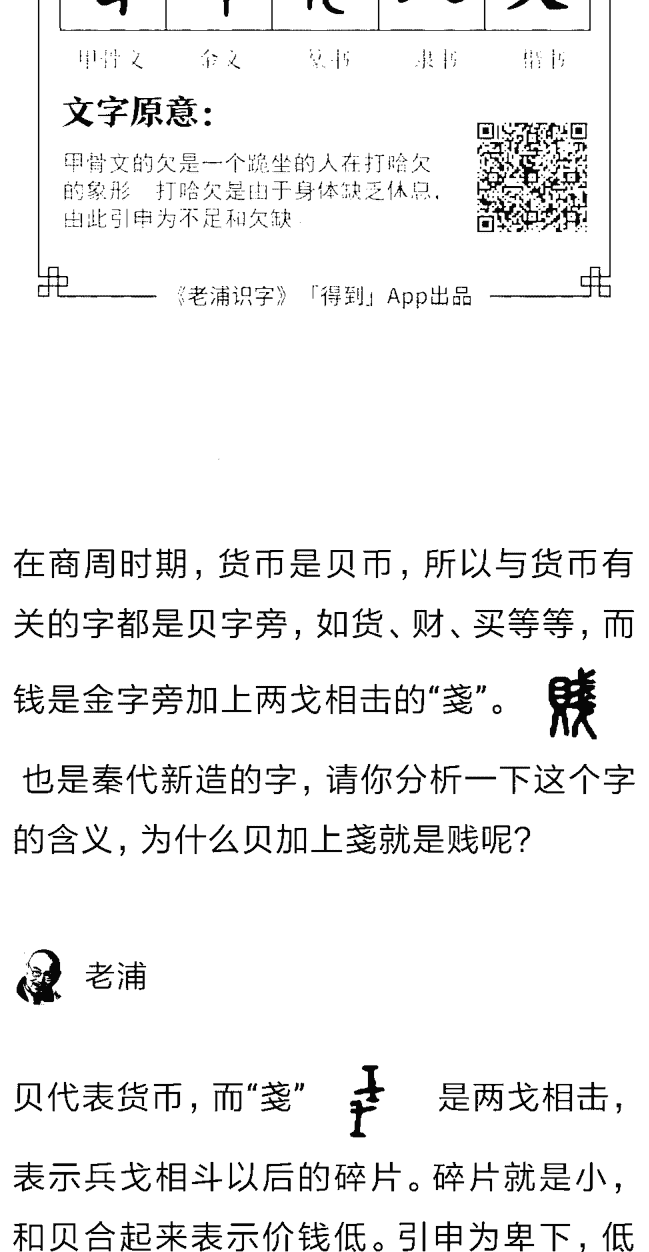 甲骨文 金文 篆书 隶书 楷书
文字原意：
甲骨文的欠是一个跪坐的人在打哈欠
的象形 打哈欠是由于身体缺乏休息，
由此引申为不足和欠缺
《老浦识字》「得到」App出品
在商周时期，货币是贝币，所以与货币有
关的字都是贝字旁，如货、财、买等等，而
钱是金字旁加上两戈相击的“戔”。
也是秦代新造的字，请你分析一下这个字
的含义，为什么贝加上戔就是贱呢？
老浦
贝代表货币，而“戔” 是两戈相击，
表示兵戈相斗以后的碎片。碎片就是小，
和贝合起来表示价钱低。引申为卑下，低